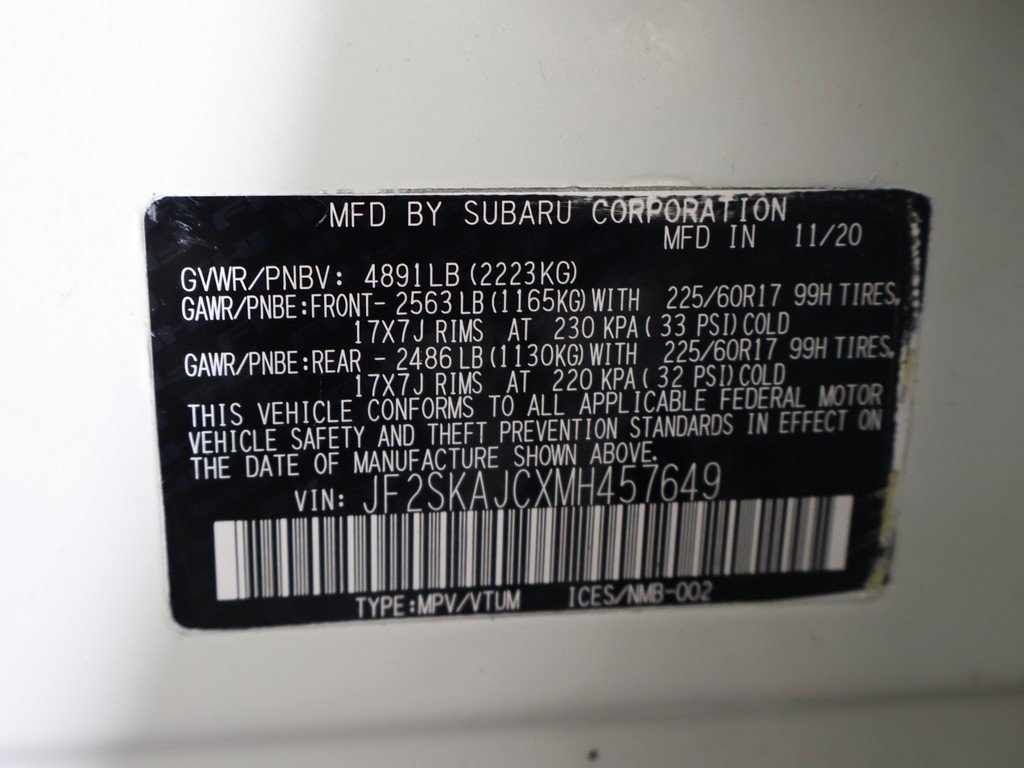 MFD BY SUBARU CORPORATION
MFD IN 11/20
GVWR/PNBV: 4891LB (2223KG)
GAWR/PNBE:FRONT- 2563 LB (1165KG) WITH 225/60R17 99H TIRES,
17X7J RIMS AT 230 KPA ( 33 PSI) COLD
GAWR/PNBE:REAR - 2486 LB (1130KG) WITH 225/60R17 99H TIRES,
17X7J RIMS AT 220 KPA ( 32 PSI) COLD
THIS VEHICLE CONFORMS TO ALL APPLICABLE FEDERAL MOTOR
VEHICLE SAFETY AND THEFT PREVENTION STANDARDS IN EFFECT ON
THE DATE OF MANUFACTURE SHOWN ABOVE.
VIN: JF2SKAJCXMH457649
TYPE:MPV/VTUM ICES/NMB-002